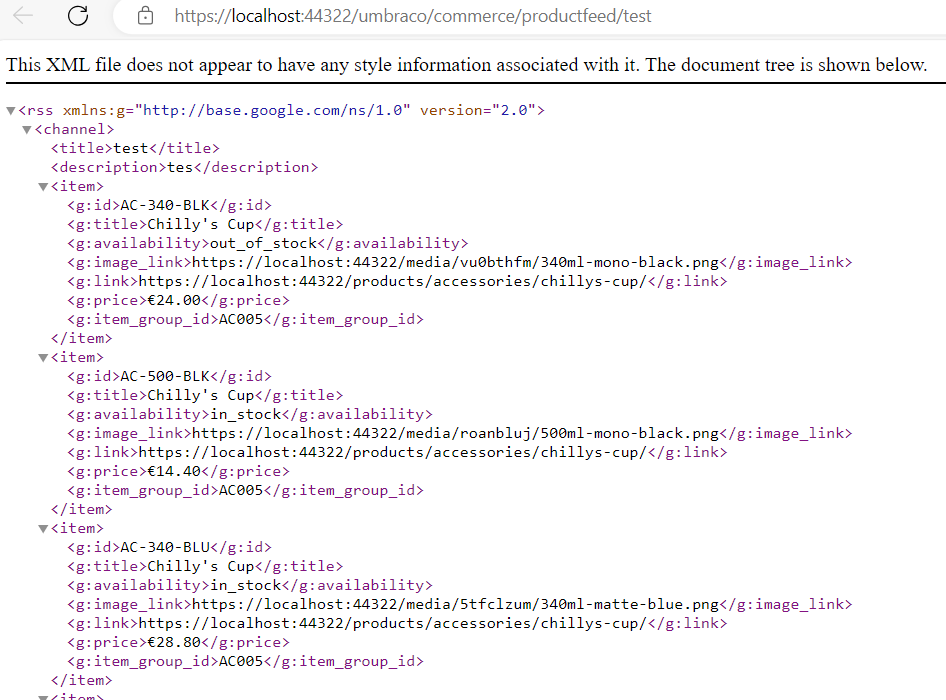 https://localhost:44322/umbraco/commerce/productfeed/test
This XML file does not appear to have any style information associated with it. The document tree is shown below.
▼<rss xmlns:g="http://base.google.com/ns/1.0" version="2.0">
▼<channel>
<title>test</title>
<description>tes</description>
▼<item>
<g:id>AC-340-BLK</g:id>
<g:title>Chilly's Cup</g:title>
<g:availability>out_of_stock</g:availability>
<g:image_link>https://localhost:44322/media/vu0bthfm/340ml-mono-black.png</g:image_link>
<g:link>https://localhost:44322/products/accessories/chillys-cup/</g:link>
<g:price>€24.00</g:price>
<g:item_group_id>AC005</g:item_group_id>
</item>
▼<item>
<g:id>AC-500-BLK</g:id>
<g:title>Chilly's Cup</g:title>
<g:availability>in_stock</g:availability>
<g:image_link>https://localhost:44322/media/roanbluj/500ml-mono-black.png</g:image_link>
<g:link>https://localhost:44322/products/accessories/chillys-cup/</g:link>
<g:price>€14.40</g:price>
<g:item_group_id>AC005</g:item_group_id>
</item>
▼<item>
<g:id>AC-340-BLU</g:id>
<g:title>Chilly's Cup</g:title>
<g:availability>in_stock</g:availability>
<g:image_link>https://localhost:44322/media/5tfclzum/340ml-matte-blue.png</g:image_link>
<g:link>https://localhost:44322/products/accessories/chillys-cup/</g:link>
<g:price>€28.80</g:price>
<g:item_group_id>AC005</g:item_group_id>
</item>
▼<item>